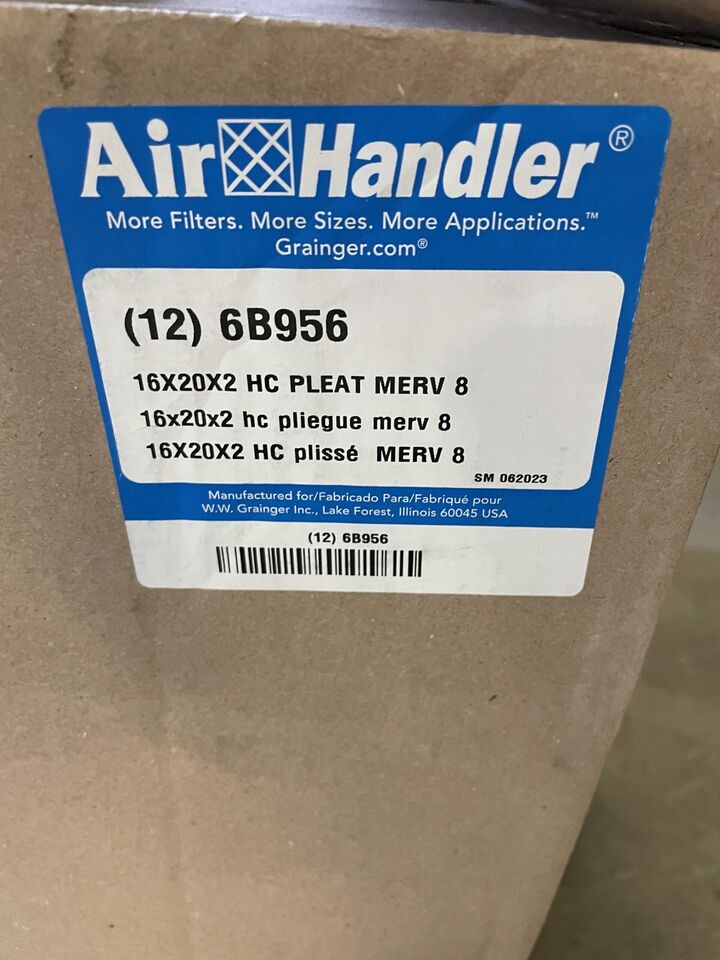 Air Handler®
More Filters. More Sizes. More Applications.™
Grainger.com®
(12) 6B956
16X20X2 HC PLEAT MERV 8
16x20x2 hc pliegue merv 8
16X20X2 HC plissé MERV 8
SM 062023
Manufactured for/Fabricado Para/Fabriqué pour
W.W. Grainger Inc., Lake Forest, Illinois 60045 USA
(12) 6B956